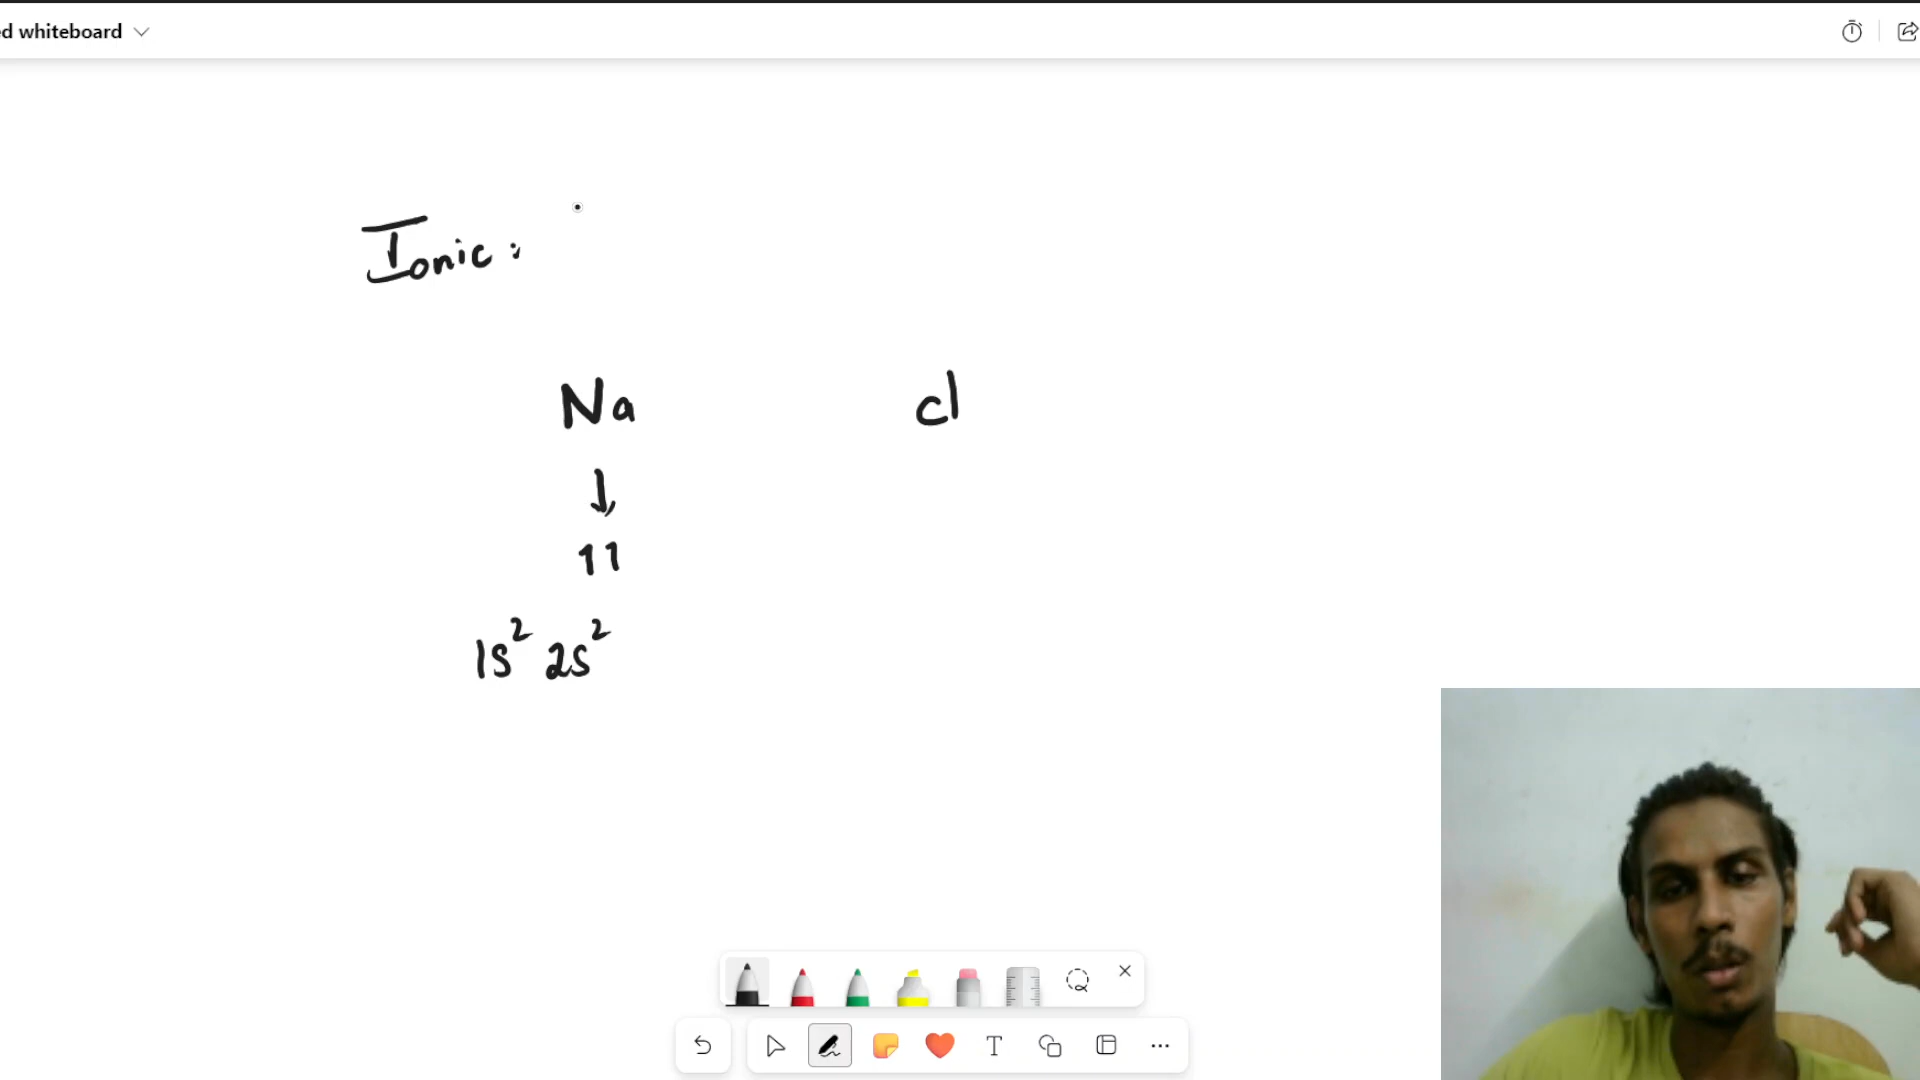 d whiteboard
Ionic :
Na cl
↓
11
1s² 2s²